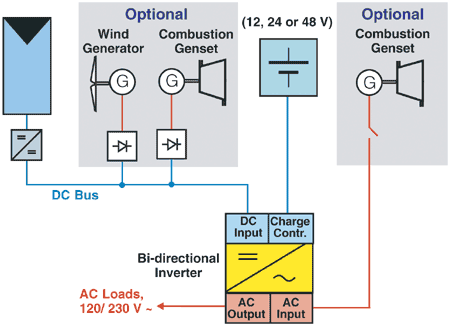 Optional
Wind
Generator
Combustion
Genset
G
G
(12, 24 or 48 V)
Optional
Combustion
Genset
G
DC Bus
DC
Input
Charge
Contr.
Bi-directional
Inverter
AC Loads,
120/ 230 V ~
AC
Output
AC
Input